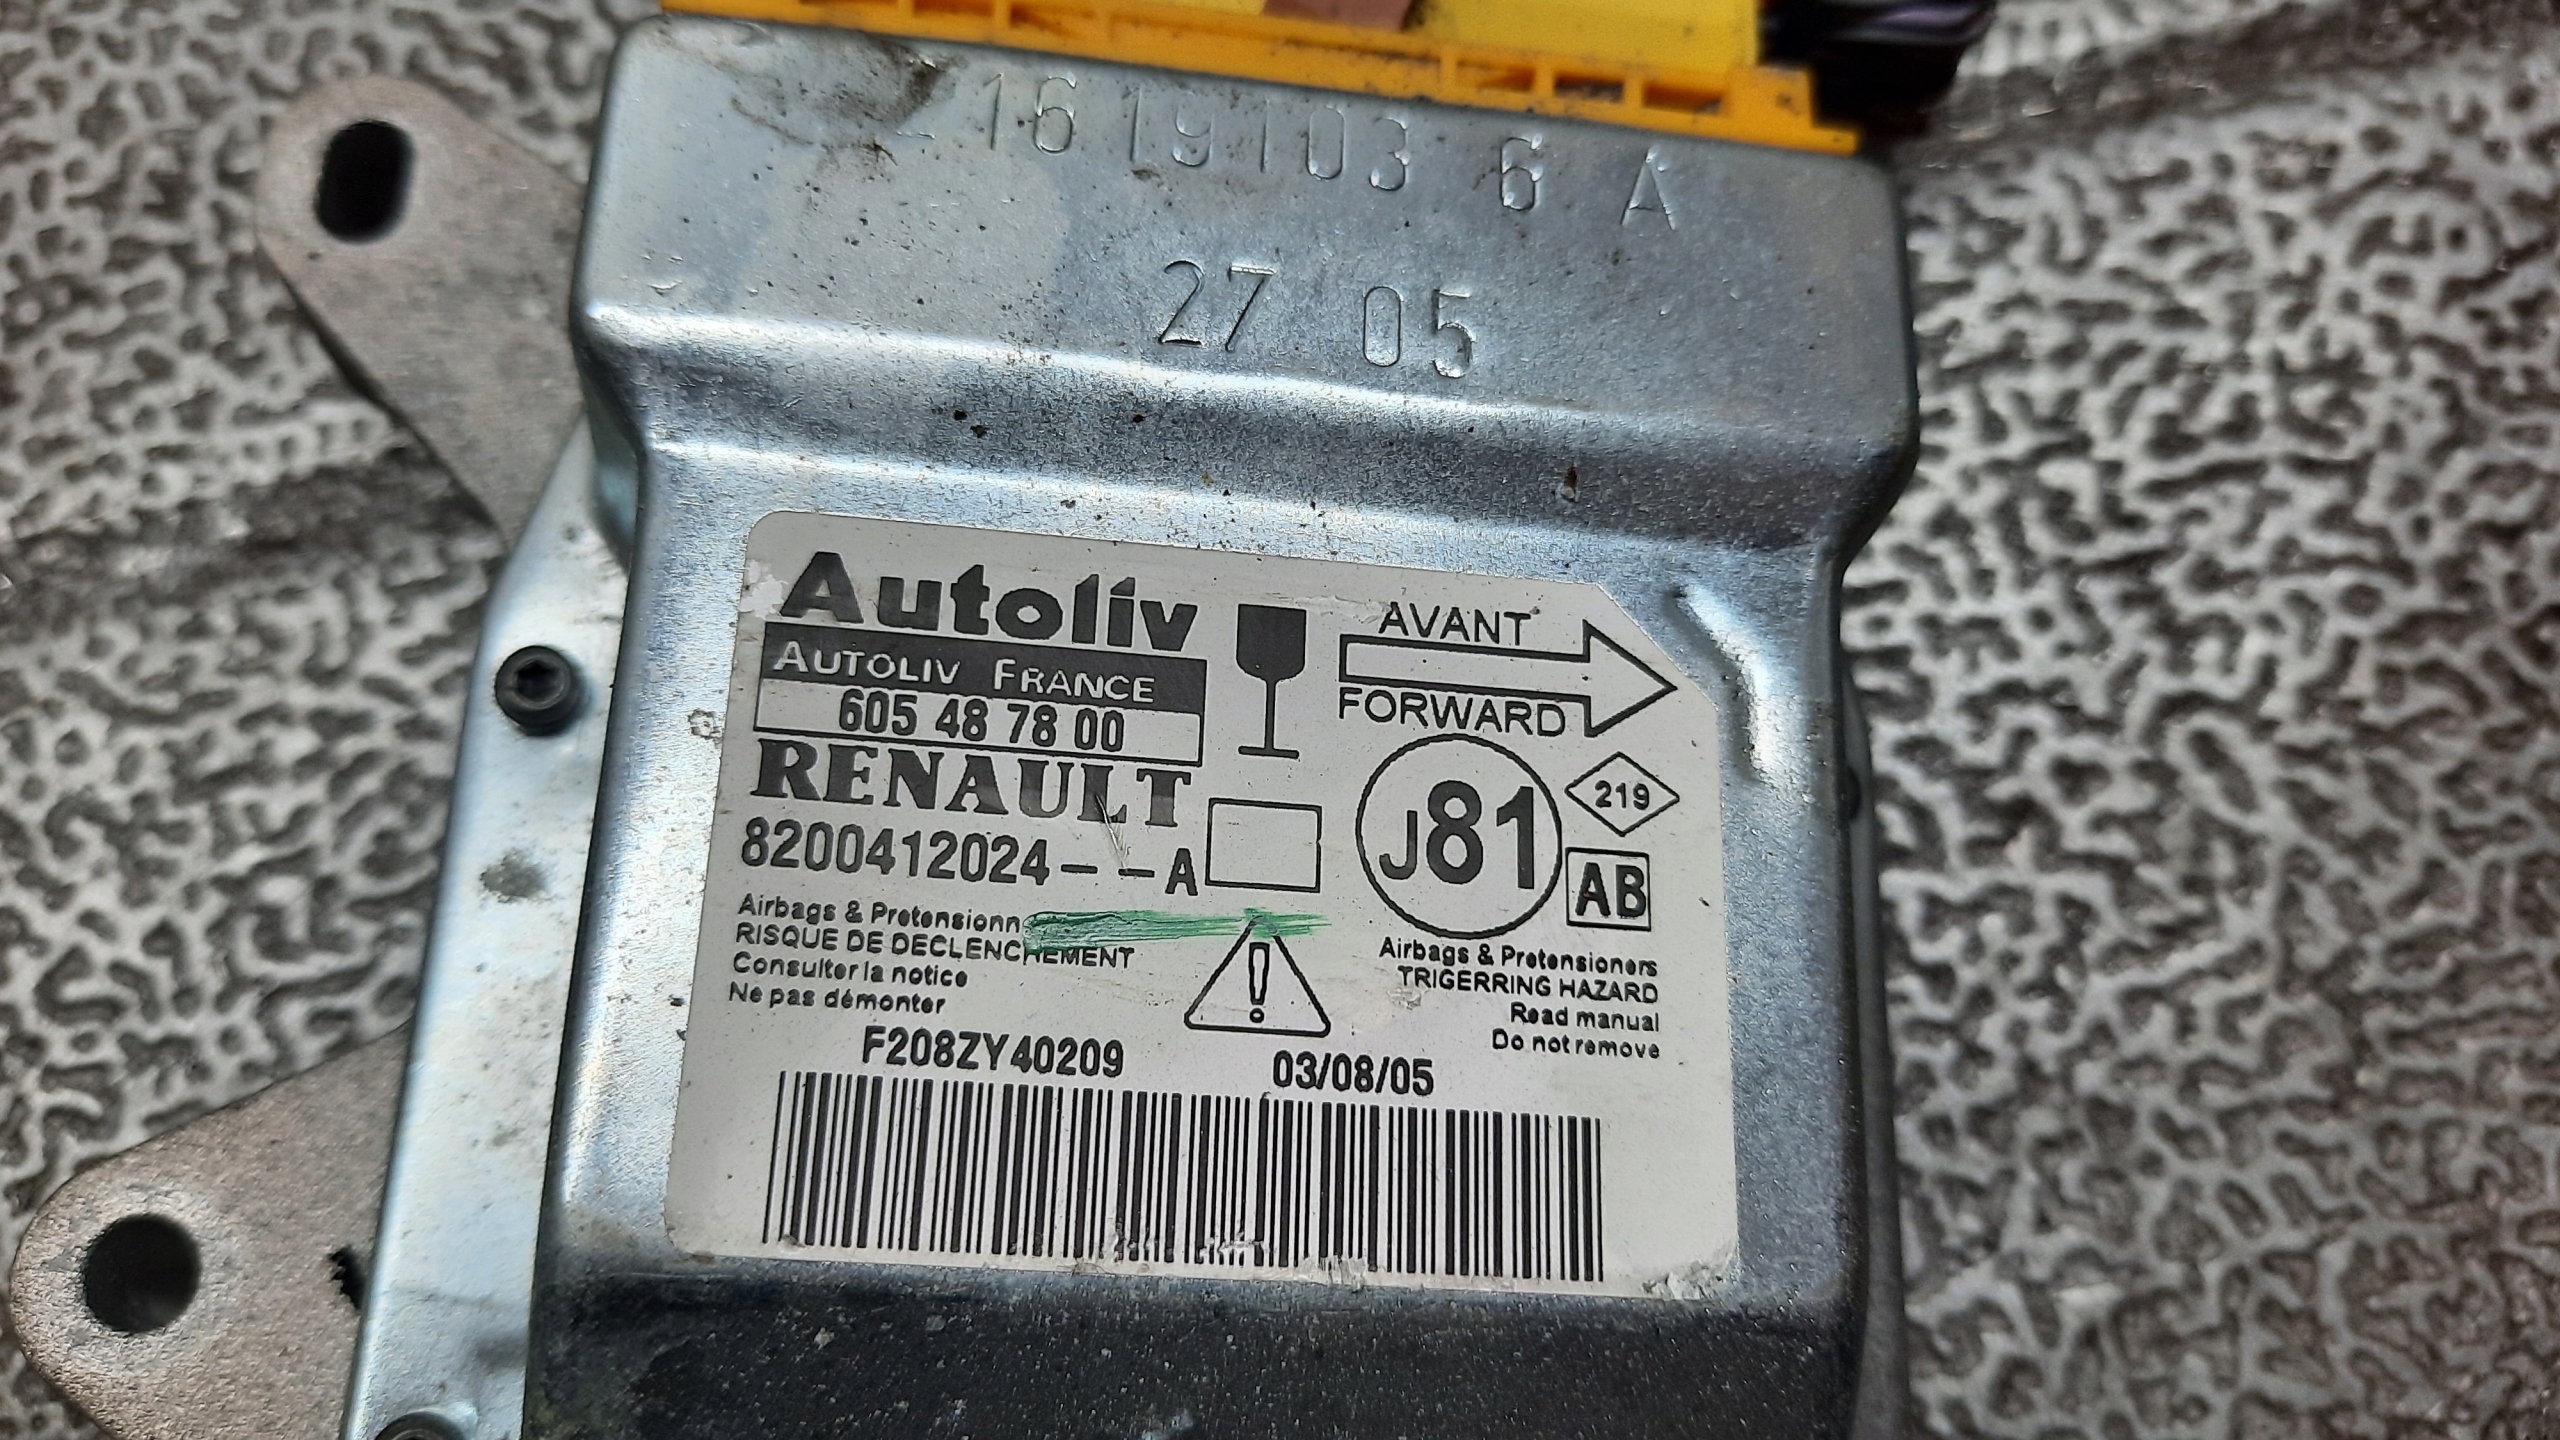 1619103 6 A
27 05
Autoliv
AUTOLIV FRANCE
605 48 78 00
RENAULT
8200412024--A
AVANT
FORWARD
J81
219
AB
Airbags & Pretensionn
RISQUE DE DECLENCHEMENT
Consulter la notice
Ne pas démonter
Airbags & Pretensioners
TRIGERRING HAZARD
Read manual
Do not remove
F208ZY40209
03/08/05